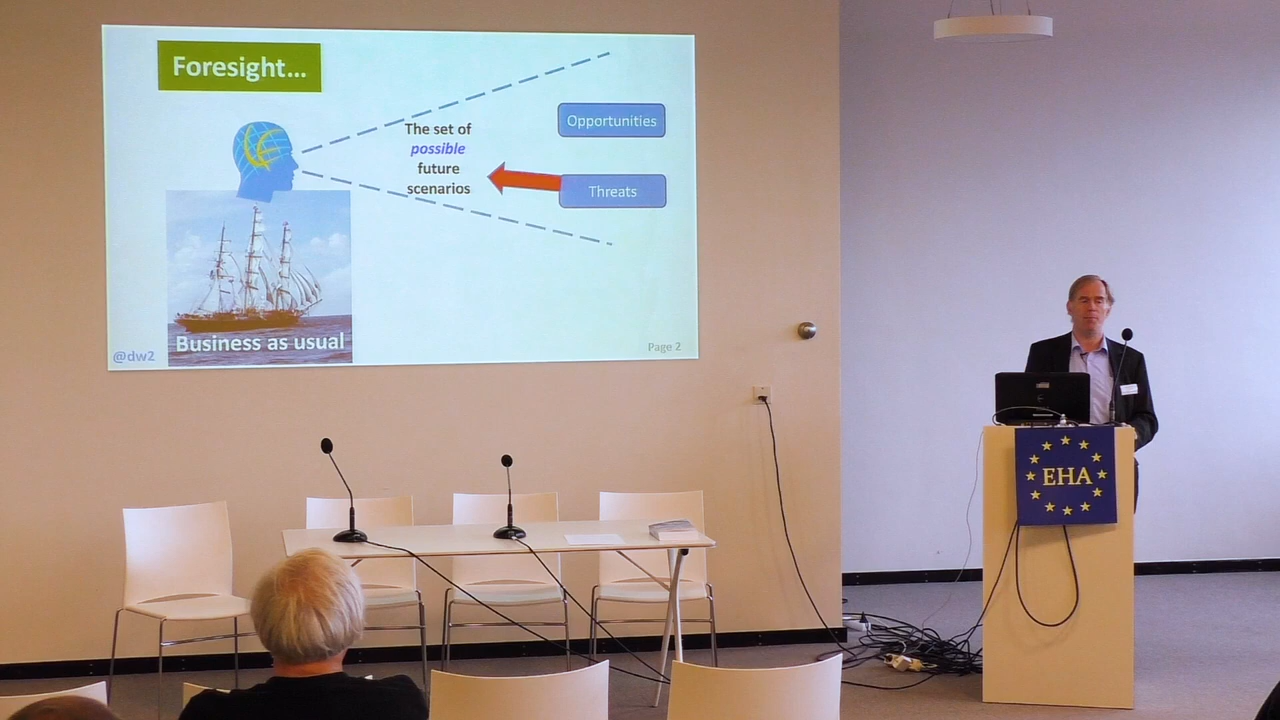 Foresight...
The set of
possible
future
scenarios
Opportunities
Threats
Business as usual
@dw2
Page 2
EHA